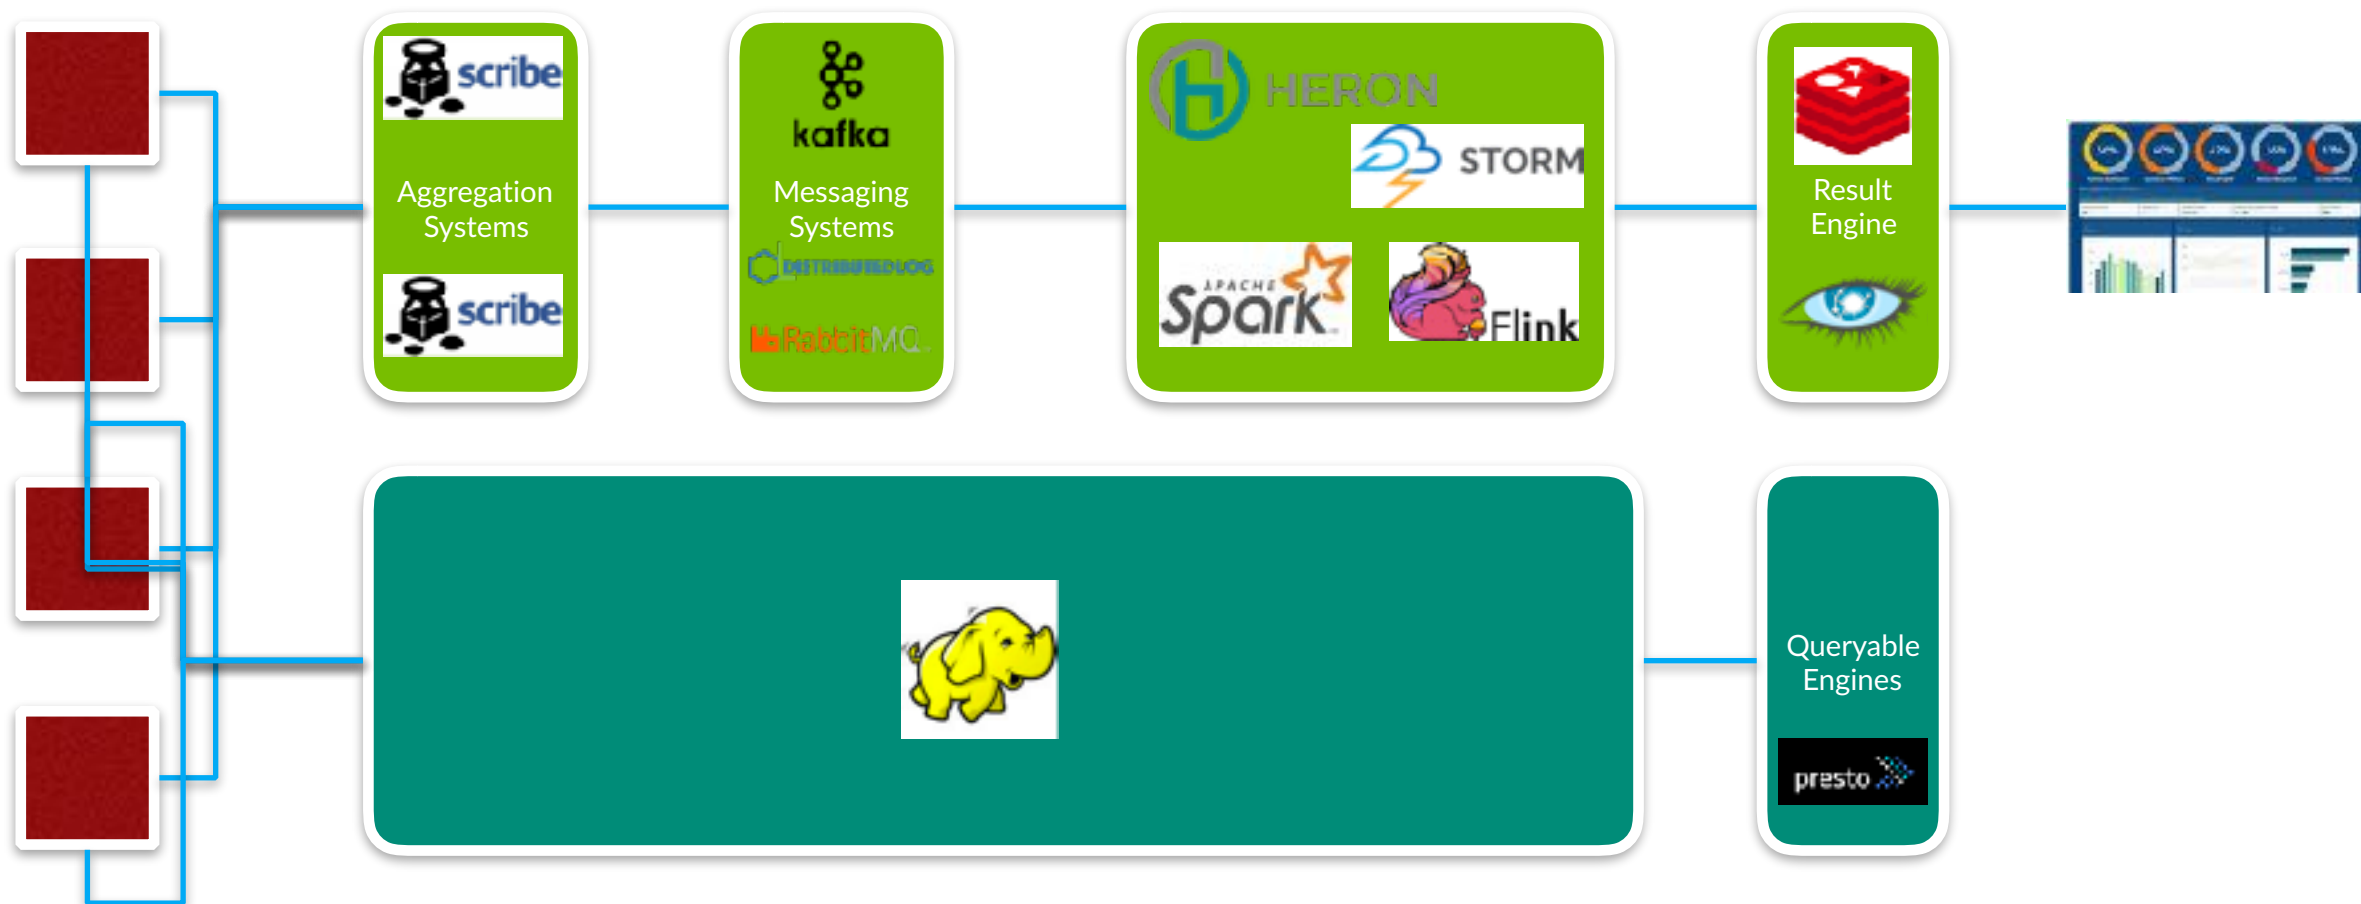 scribe
Aggregation
Systems
scribe
kafka
Messaging
Systems
DISTRIBUTEDLOG
RabbitMQ
HERON
STORM
APACHE
Spark
Flink
Result
Engine
Queryable
Engines
presto